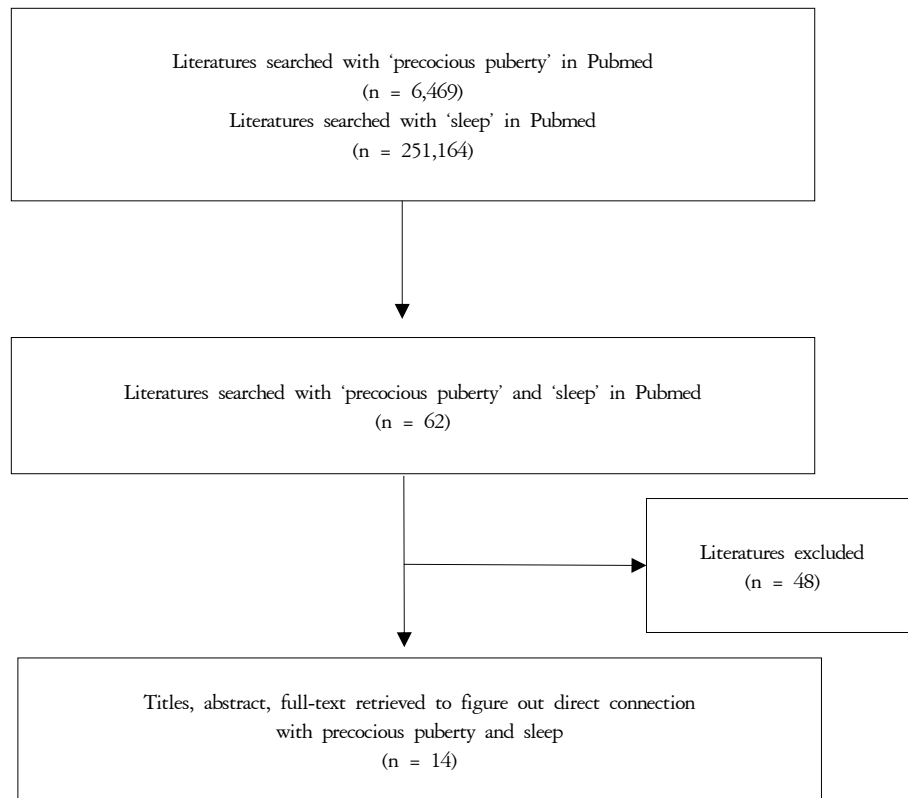 Literatures searched with ‘precocious puberty’ in Pubmed
(n = 6,469)
Literatures searched with ‘sleep’ in Pubmed
(n = 251,164)
Literatures searched with ‘precocious puberty’ and ‘sleep’ in Pubmed
(n = 62)
Literatures excluded
(n = 48)
Titles, abstract, full-text retrieved to figure out direct connection
with precocious puberty and sleep
(n = 14)